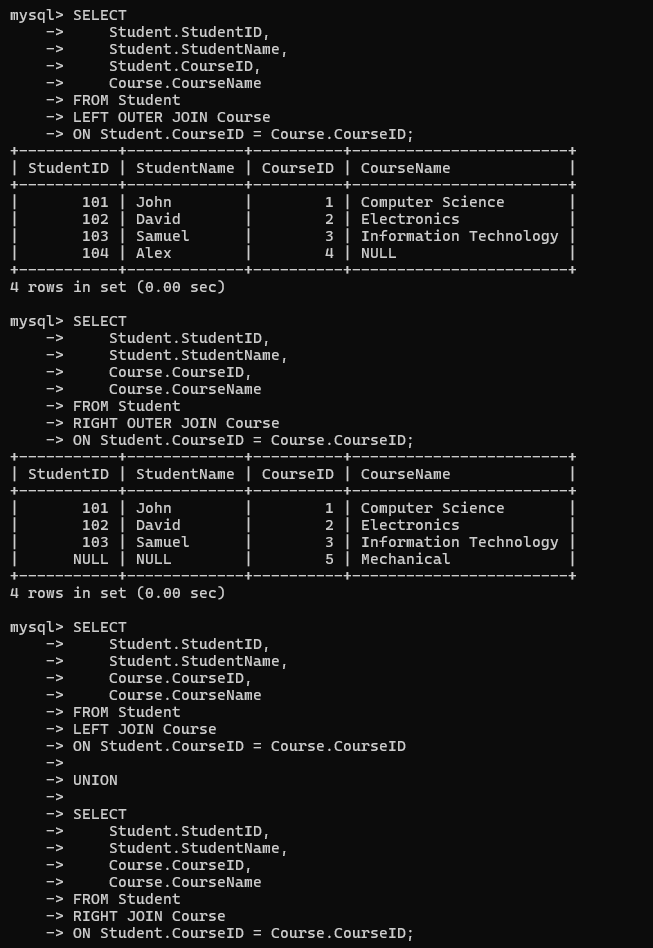 mysql> SELECT
    ->     Student.StudentID,
    ->     Student.StudentName,
    ->     Student.CourseID,
    ->     Course.CourseName
    -> FROM Student
    -> LEFT OUTER JOIN Course
    -> ON Student.CourseID = Course.CourseID;
+-----------+-------------+----------+------------------------+
| StudentID | StudentName | CourseID | CourseName             |
+-----------+-------------+----------+------------------------+
|       101 | John        |        1 | Computer Science       |
|       102 | David       |        2 | Electronics            |
|       103 | Samuel      |        3 | Information Technology |
|       104 | Alex        |        4 | NULL                   |
+-----------+-------------+----------+------------------------+
4 rows in set (0.00 sec)

mysql> SELECT
    ->     Student.StudentID,
    ->     Student.StudentName,
    ->     Course.CourseID,
    ->     Course.CourseName
    -> FROM Student
    -> RIGHT OUTER JOIN Course
    -> ON Student.CourseID = Course.CourseID;
+-----------+-------------+----------+------------------------+
| StudentID | StudentName | CourseID | CourseName             |
+-----------+-------------+----------+------------------------+
|       101 | John        |        1 | Computer Science       |
|       102 | David       |        2 | Electronics            |
|       103 | Samuel      |        3 | Information Technology |
|      NULL | NULL        |        5 | Mechanical             |
+-----------+-------------+----------+------------------------+
4 rows in set (0.00 sec)

mysql> SELECT
    ->     Student.StudentID,
    ->     Student.StudentName,
    ->     Course.CourseID,
    ->     Course.CourseName
    -> FROM Student
    -> LEFT JOIN Course
    -> ON Student.CourseID = Course.CourseID
    ->
    -> UNION
    ->
    -> SELECT
    ->     Student.StudentID,
    ->     Student.StudentName,
    ->     Course.CourseID,
    ->     Course.CourseName
    -> FROM Student
    -> RIGHT JOIN Course
    -> ON Student.CourseID = Course.CourseID;